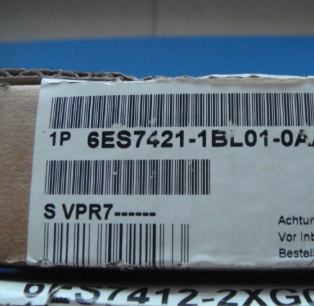 1P 6ES7421-1BL01-0A
S VPR7------
Achtun
Vor Inb
Bestel
6ES7412-2XG